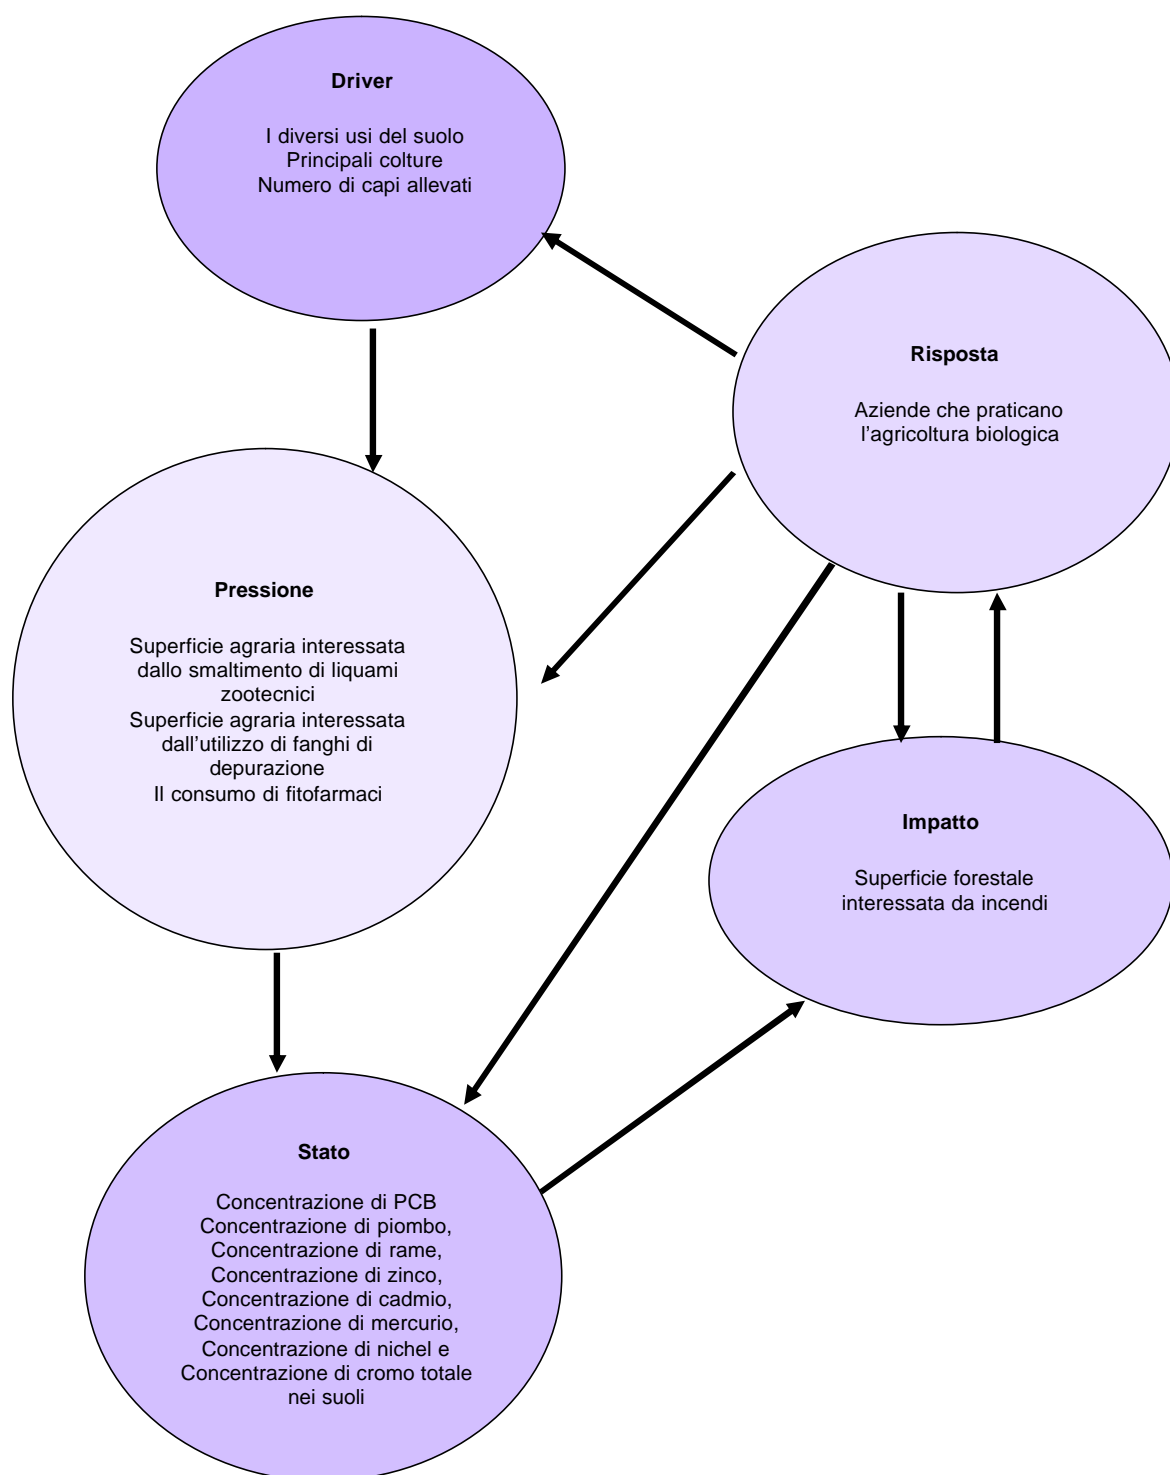 Driver
I diversi usi del suolo
Principali colture
Numero di capi allevati
Risposta
Aziende che praticano
l’agricoltura biologica
Pressione
Superficie agraria interessata
dallo smaltimento di liquami
zootecnici
Superficie agraria interessata
dall’utilizzo di fanghi di
depurazione
Il consumo di fitofarmaci
Impatto
Superficie forestale
interessata da incendi
Stato
Concentrazione di PCB
Concentrazione di piombo,
Concentrazione di rame,
Concentrazione di zinco,
Concentrazione di cadmio,
Concentrazione di mercurio,
Concentrazione di nichel e
Concentrazione di cromo totale
nei suoli